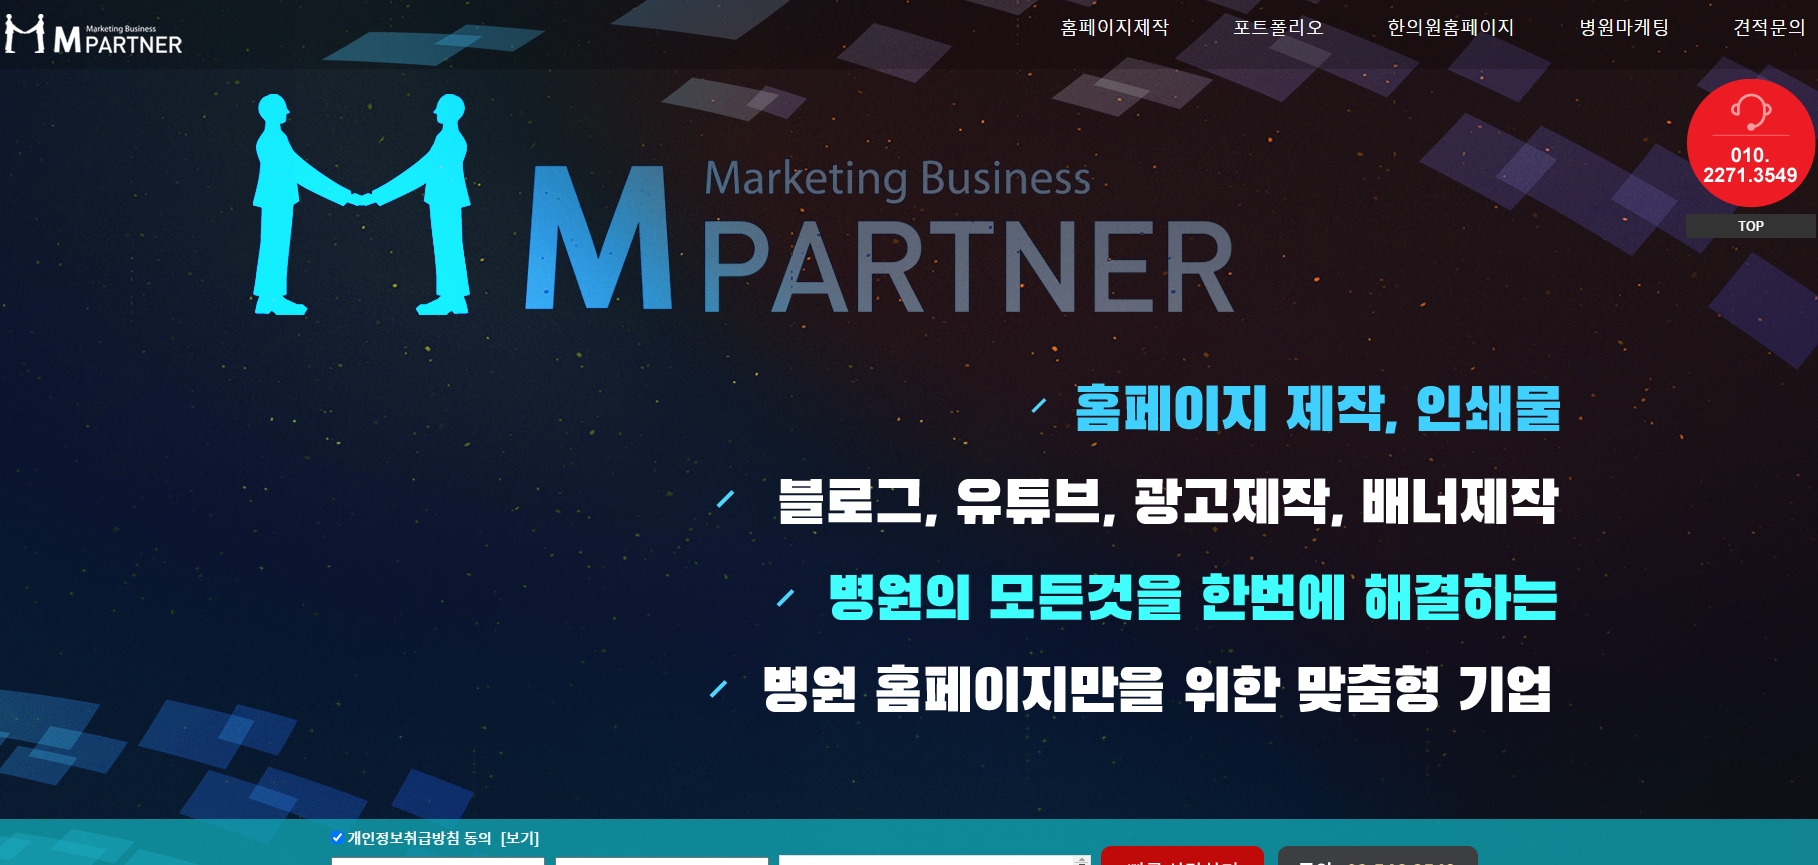 Marketing Business
MPARTNER
홈페이지제작
포트폴리오
한의원홈페이지
병원마케팅
견적문의
010.
2271.3549
TOP
Marketing Business
MPARTNER
홈페이지 제작, 인쇄물
블로그, 유튜브, 광고제작, 배너제작
병원의 모든것을 한번에 해결하는
병원 홈페이지만을 위한 맞춤형 기업
개인정보취급방침 동의 [보기]